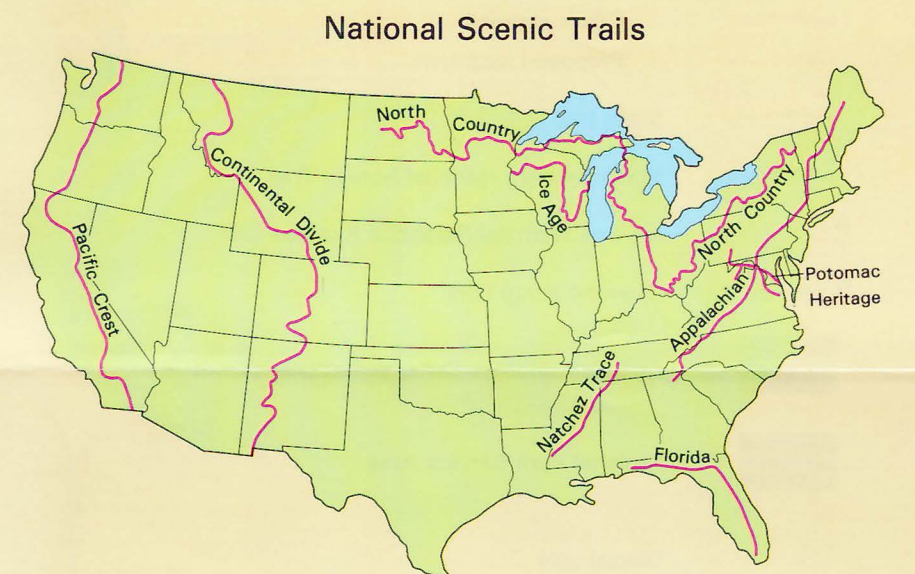 National Scenic Trails
North
Country
Continental Divide
Ice Age
North Country
Pacific-Crest
Potomac
Heritage
Appalachian
Natchez Trace
Florida